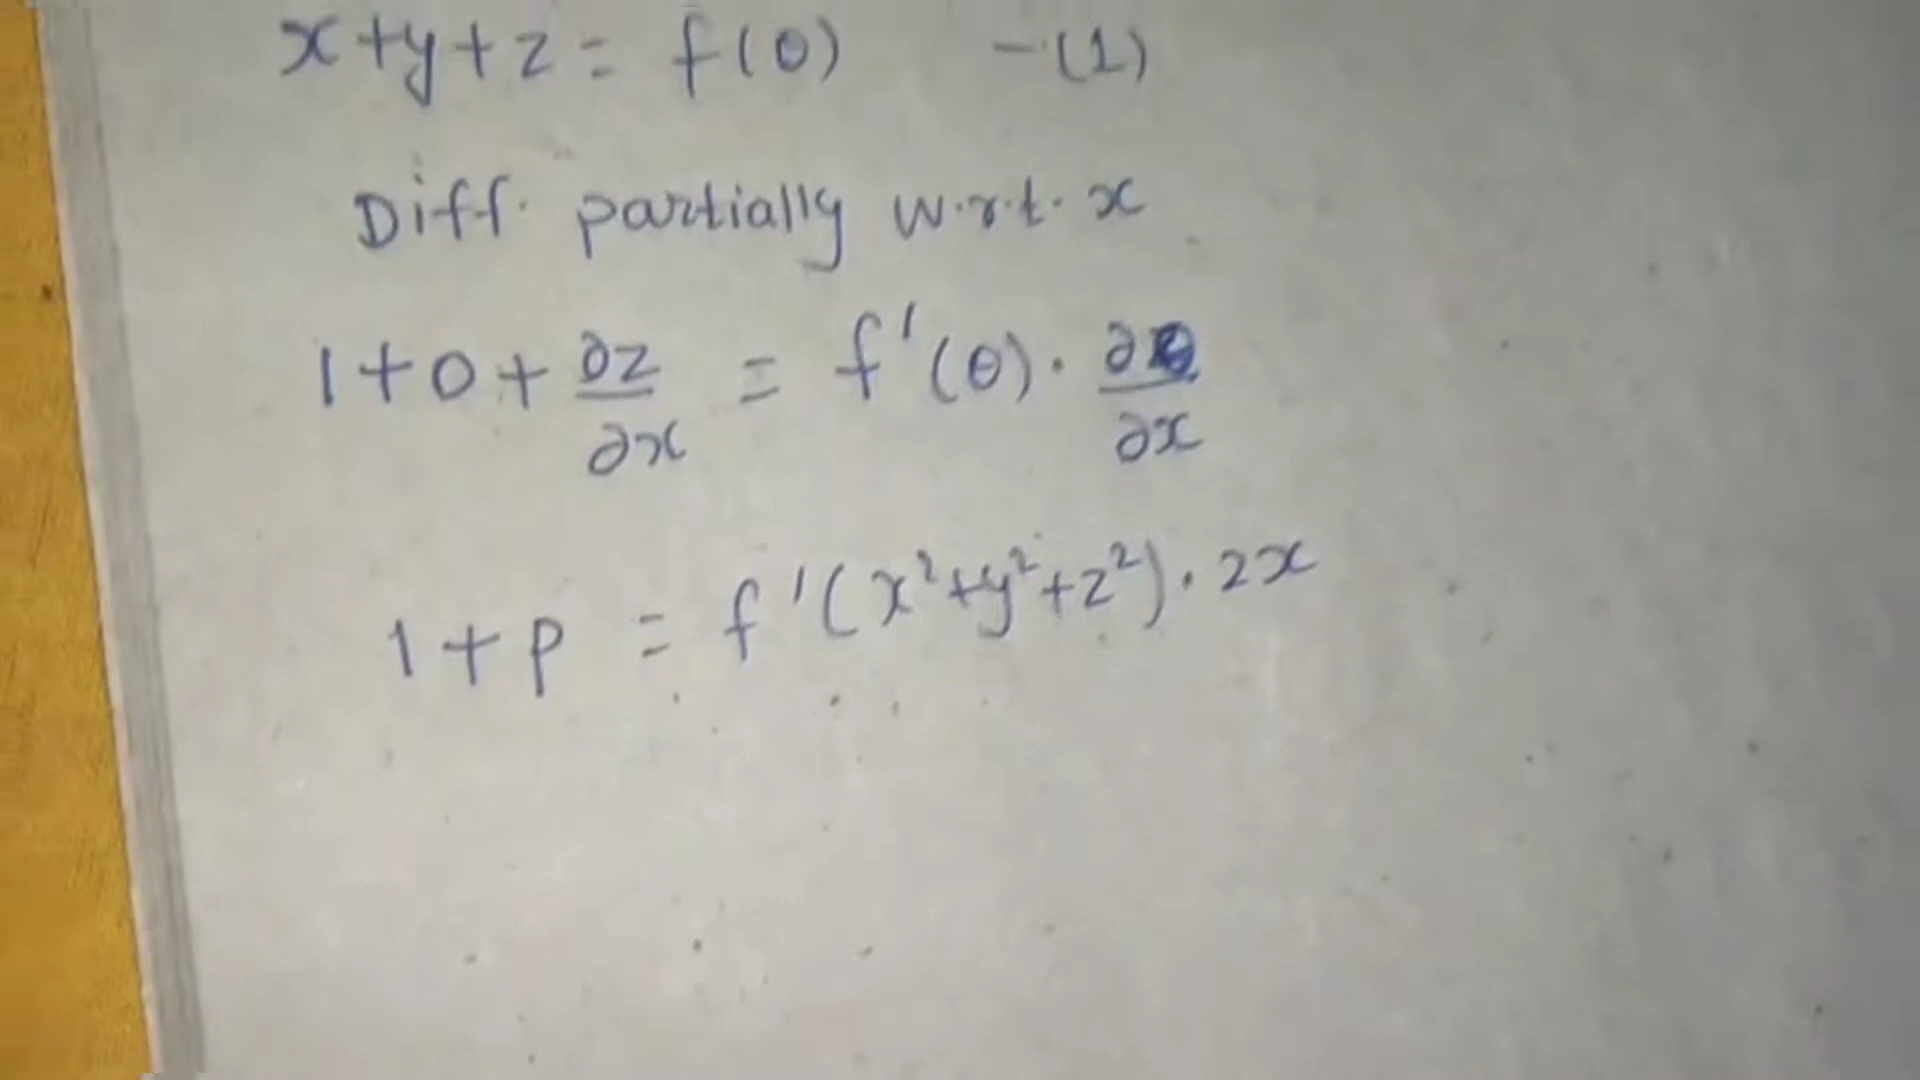 x+y+z = f(θ) -(1)
Diff. partially w.r.t. x
1+0+∂z/∂x = f'(θ)·∂θ/∂x
1+p = f'(x²+y²+z²)·2x